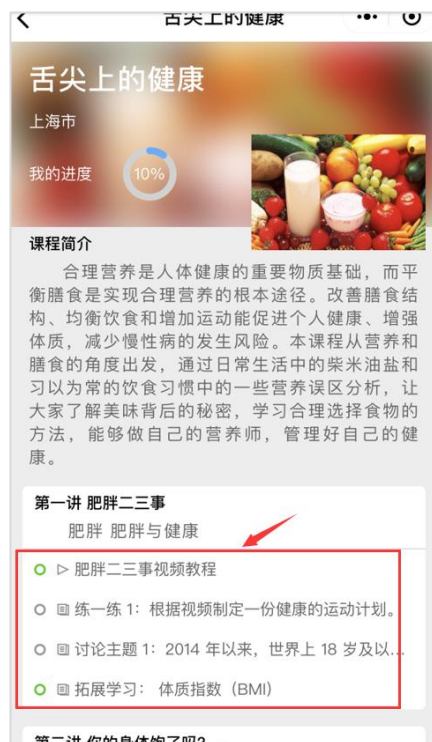 舌尖上的健康
舌尖上的健康
上海市
我的进度
10%
课程简介
合理营养是人体健康的重要物质基础，而平
衡膳食是实现合理营养的根本途径。改善膳食结
构、均衡饮食和增加运动能促进个人健康、增强
体质，减少慢性病的发生风险。本课程从营养和
膳食的角度出发，通过日常生活中的柴米油盐和
习以为常的饮食习惯中的一些营养误区分析，让
大家了解美味背后的秘密，学习合理选择食物的
方法，能够做自己的营养师，管理好自己的健
康。
第一讲 肥胖二三事
肥胖 肥胖与健康
肥胖二三事视频教程
练一练 1：根据视频制定一份健康的运动计划。
讨论主题 1：2014 年以来，世界上 18 岁及以...
拓展学习： 体质指数（BMI）
第二讲 你的身体饱了吗?